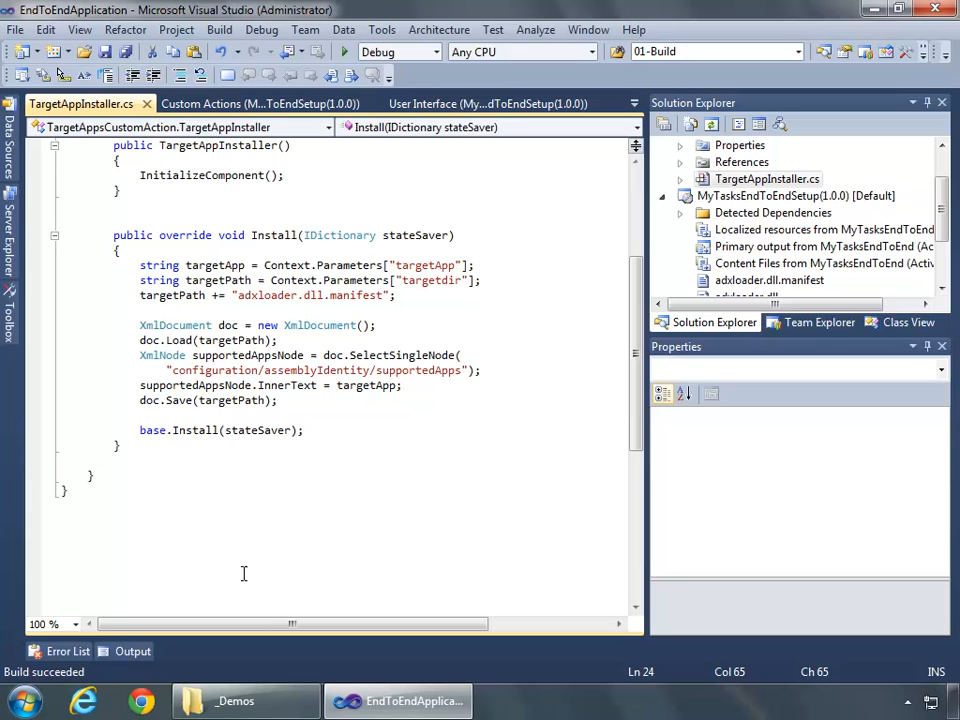 EndToEndApplication - Microsoft Visual Studio (Administrator)
File Edit View Refactor Project Build Debug Team Data Tools Architecture Test Analyze Window Help
Debug Any CPU 01-Build
TargetAppInstaller.cs Custom Actions (M...ToEndSetup(1.0.0)) User Interface (My...dToEndSetup(1.0.0))
TargetAppsCustomAction.TargetAppInstaller Install(IDictionary stateSaver)
public TargetAppInstaller()
{
InitializeComponent();
}
public override void Install(IDictionary stateSaver)
{
string targetApp = Context.Parameters["targetApp"];
string targetPath = Context.Parameters["targetdir"];
targetPath += "adxloader.dll.manifest";
XmlDocument doc = new XmlDocument();
doc.Load(targetPath);
XmlNode supportedAppsNode = doc.SelectSingleNode(
"configuration/assemblyIdentity/supportedApps");
supportedAppsNode.InnerText = targetApp;
doc.Save(targetPath);
base.Install(stateSaver);
}
}
}
100 %
Data Sources
Server Explorer
Toolbox
Solution Explorer
Properties
References
TargetAppInstaller.cs
MyTasksEndToEndSetup(1.0.0) [Default]
Detected Dependencies
Localized resources from MyTasksEndToE
Primary output from MyTasksEndToEnd (A
Content Files from MyTasksEndToEnd (Activ
adxloader.dll.manifest
Solution Explorer Team Explorer Class View
Properties
Error List Output
Build succeeded Ln 24 Col 65 Ch 65 INS
_Demos EndToEndApplica...